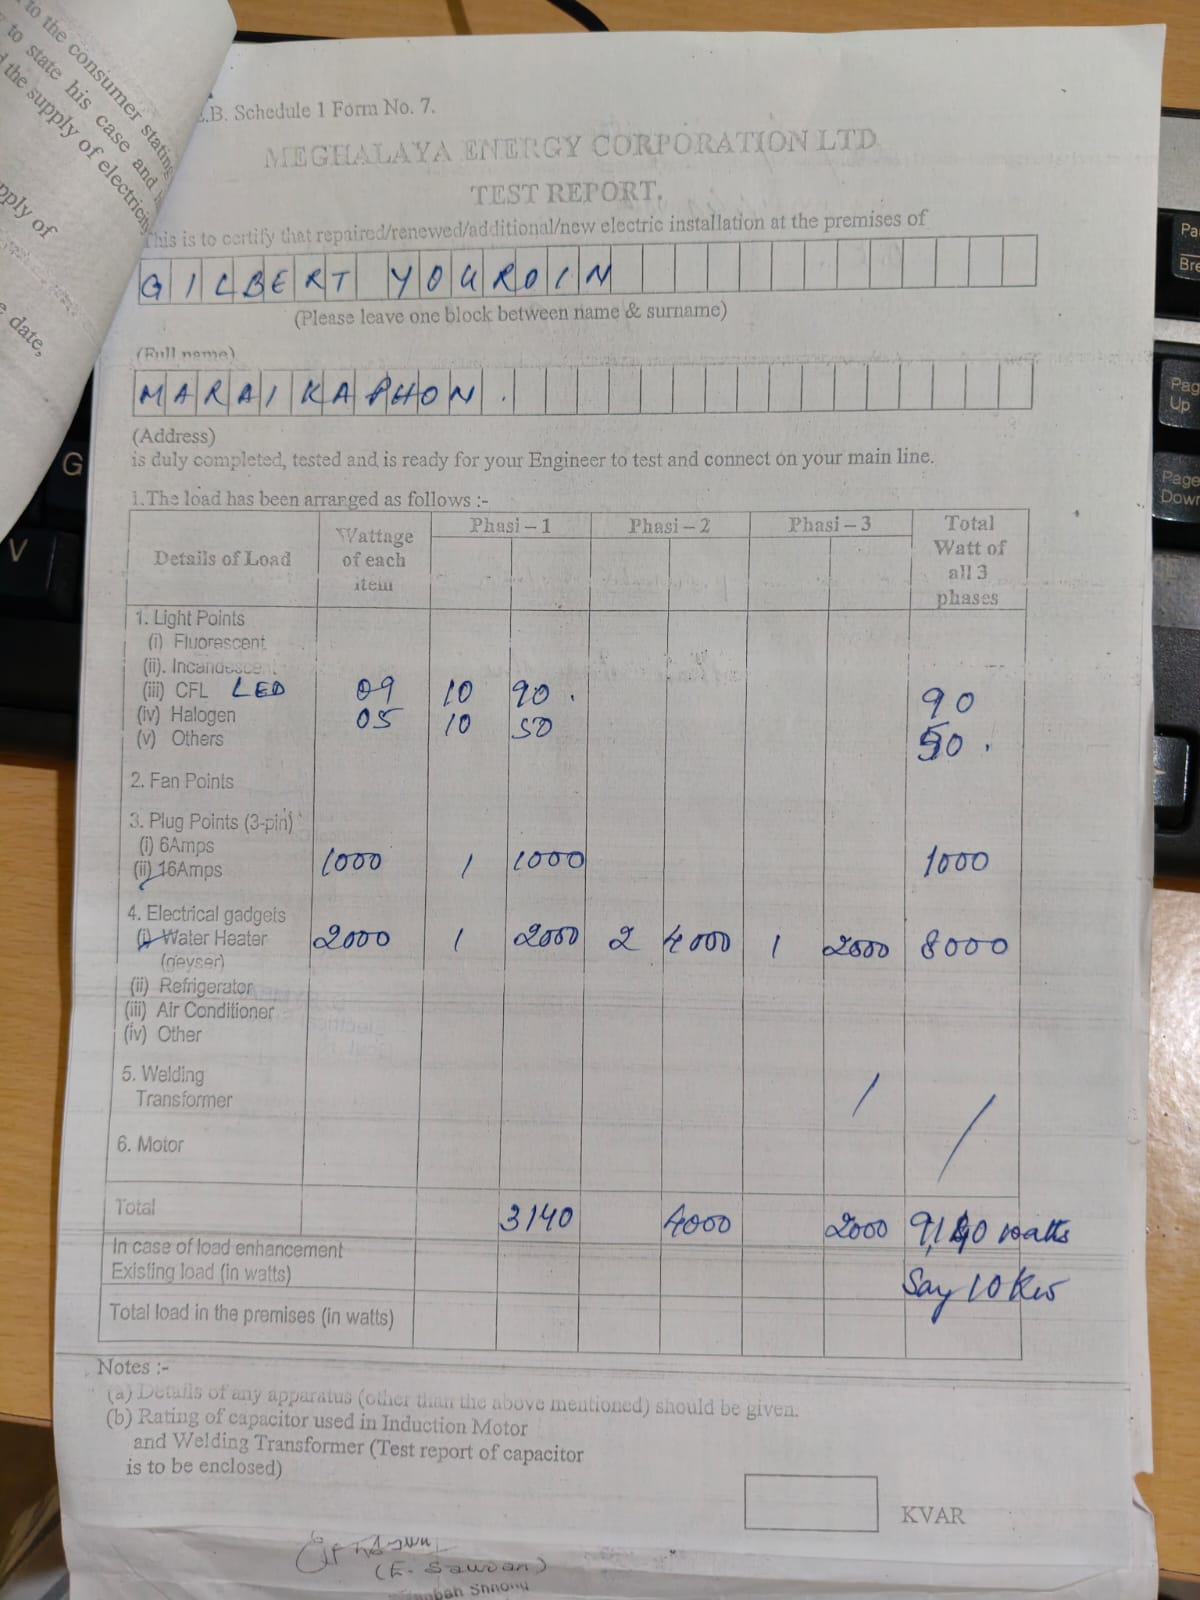 to the consumer stating
to state his case and
the supply of electricity
pply of
e date,
.B. Schedule 1 Form No. 7.
MEGHALAYA ENERGY CORPORATION LTD
TEST REPORT.
This is to certify that repaired/renewed/additional/new electric installation at the premises of
GILBERT YOUROIN
(Please leave one block between name & surname)
(Full name)
MARAI KAPHON.
(Address)
is duly completed, tested and is ready for your Engineer to test and connect on your main line.
1.The load has been arranged as follows :-
Details of Load Wattage of each item Phasi – 1 Phasi – 2 Phasi – 3 Total Watt of all 3 phases
1. Light Points
(i) Fluorescent
(ii). Incandescent
(iii) CFL LED 09 10 90 . 90
(iv) Halogen 05 10 50 50 .
(v) Others
2. Fan Points
3. Plug Points (3-pin)
(i) 6Amps
(ii) 16Amps 1000 1 1000 1000
4. Electrical gadgets
(i) Water Heater 2000 1 2000 2 4000 1 2000 8000
(geyser)
(ii) Refrigerator
(iii) Air Conditioner
(iv) Other
5. Welding
Transformer
6. Motor
Total 3140 4000 2000 9,140 watts
In case of load enhancement
Existing load (in watts) Say 10 Kw
Total load in the premises (in watts)
Notes :-
(a) Details of any apparatus (other than the above mentioned) should be given.
(b) Rating of capacitor used in Induction Motor
and Welding Transformer (Test report of capacitor
is to be enclosed)
KVAR